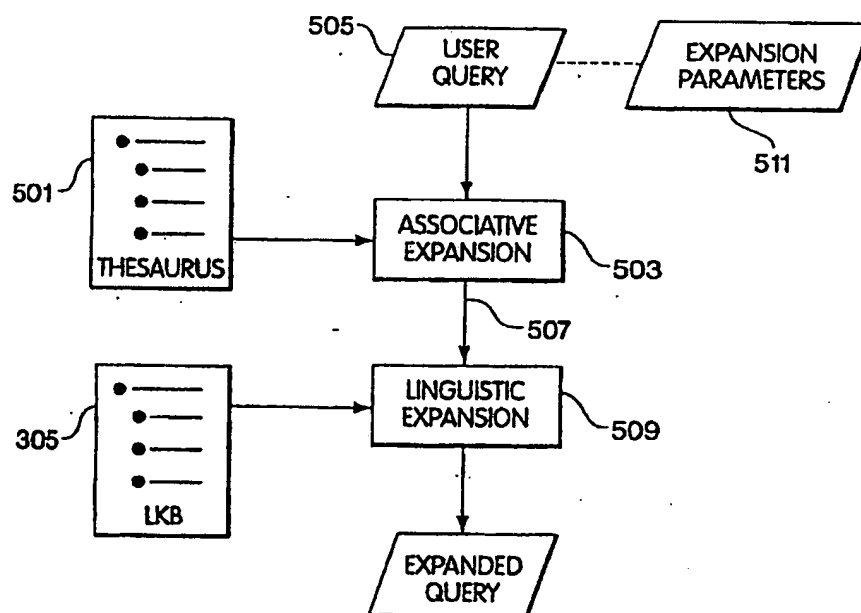 505
USER
QUERY
EXPANSION
PARAMETERS
511
501
THESAURUS
ASSOCIATIVE
EXPANSION
503
507
305
LKB
LINGUISTIC
EXPANSION
509
EXPANDED
QUERY